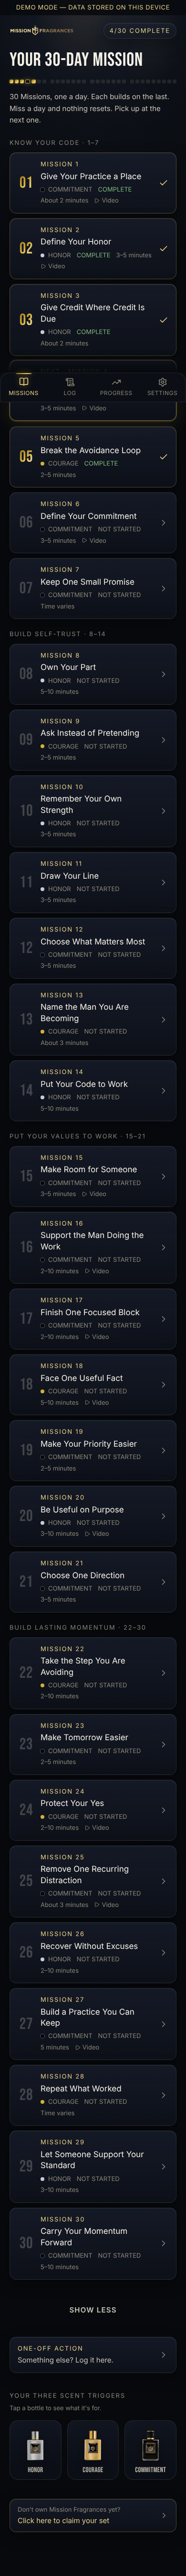 DEMO MODE — DATA STORED ON THIS DEVICE
MISSION FRAGRANCES
4/30 COMPLETE
YOUR 30-DAY MISSION
30 Missions, one a day. Each builds on the last.
Miss a day and nothing resets. Pick up at the
next one.
KNOW YOUR CODE · 1–7
MISSION 1
01
Give Your Practice a Place
COMMITMENT COMPLETE
About 2 minutes Video
MISSION 2
02
Define Your Honor
HONOR COMPLETE 3–5 minutes
Video
MISSION 3
03
Give Credit Where Credit Is
Due
HONOR COMPLETE
About 2 minutes
MISSIONS
LOG
PROGRESS
SETTINGS
3–5 minutes Video
MISSION 5
05
Break the Avoidance Loop
COURAGE COMPLETE
2–5 minutes
MISSION 6
06
Define Your Commitment
COMMITMENT NOT STARTED
3–5 minutes Video
MISSION 7
07
Keep One Small Promise
COMMITMENT NOT STARTED
Time varies
BUILD SELF-TRUST · 8–14
MISSION 8
08
Own Your Part
HONOR NOT STARTED
5–10 minutes
MISSION 9
09
Ask Instead of Pretending
COURAGE NOT STARTED
2–5 minutes
MISSION 10
10
Remember Your Own
Strength
HONOR NOT STARTED
3–5 minutes
MISSION 11
11
Draw Your Line
HONOR NOT STARTED
3–5 minutes
MISSION 12
12
Choose What Matters Most
COMMITMENT NOT STARTED
3–5 minutes
MISSION 13
13
Name the Man You Are
Becoming
COURAGE NOT STARTED
About 3 minutes
MISSION 14
14
Put Your Code to Work
HONOR NOT STARTED
5–10 minutes
PUT YOUR VALUES TO WORK · 15–21
MISSION 15
15
Make Room for Someone
COMMITMENT NOT STARTED
3–5 minutes Video
MISSION 16
16
Support the Man Doing the
Work
COMMITMENT NOT STARTED
2–10 minutes Video
MISSION 17
17
Finish One Focused Block
COMMITMENT NOT STARTED
2–10 minutes Video
MISSION 18
18
Face One Useful Fact
COURAGE NOT STARTED
5–10 minutes Video
MISSION 19
19
Make Your Priority Easier
COMMITMENT NOT STARTED
2–5 minutes
MISSION 20
20
Be Useful on Purpose
HONOR NOT STARTED
3–10 minutes Video
MISSION 21
21
Choose One Direction
COMMITMENT NOT STARTED
3–5 minutes
BUILD LASTING MOMENTUM · 22–30
MISSION 22
22
Take the Step You Are
Avoiding
COURAGE NOT STARTED
2–10 minutes
MISSION 23
23
Make Tomorrow Easier
COMMITMENT NOT STARTED
2–5 minutes
MISSION 24
24
Protect Your Yes
COURAGE NOT STARTED
2–10 minutes Video
MISSION 25
25
Remove One Recurring
Distraction
COMMITMENT NOT STARTED
About 3 minutes Video
MISSION 26
26
Recover Without Excuses
HONOR NOT STARTED
2–10 minutes
MISSION 27
27
Build a Practice You Can
Keep
COMMITMENT NOT STARTED
5 minutes Video
MISSION 28
28
Repeat What Worked
COURAGE NOT STARTED
Time varies
MISSION 29
29
Let Someone Support Your
Standard
HONOR NOT STARTED
3–10 minutes
MISSION 30
30
Carry Your Momentum
Forward
COMMITMENT NOT STARTED
5–10 minutes
SHOW LESS
ONE-OFF ACTION
Something else? Log it here.
YOUR THREE SCENT TRIGGERS
Tap a bottle to see what it's for.
HONOR
COURAGE
COMMITMENT
Don't own Mission Fragrances yet?
Click here to claim your set